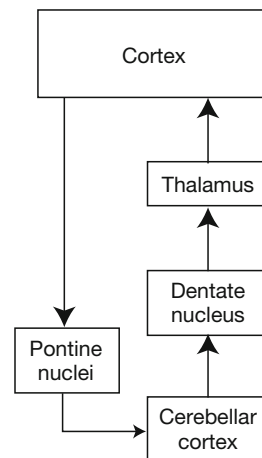 Cortex
Thalamus
Dentate
nucleus
Pontine
nuclei
Cerebellar
cortex